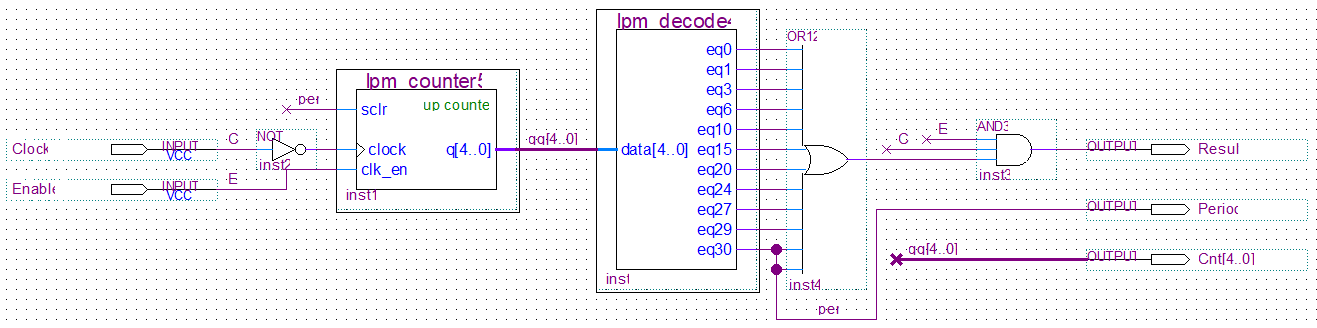 lpm_decode4
OR12
eq0
lpm_counter5
eq1
per
sclr
up counte
eq3
eq6
Clock
INPUT
VCC
C
NOT
inst2
clock
q[4..0]
qq[4..0]
data[4..0]
eq10
eq15
C
E
AND3
inst3
OUTPUT
Resul
Enable
INPUT
VCC
E
clk_en
inst1
eq20
eq24
eq27
OUTPUT
Period
eq29
eq30
qq[4..0]
OUTPUT
Cnt[4..0]
inst
inst4
per